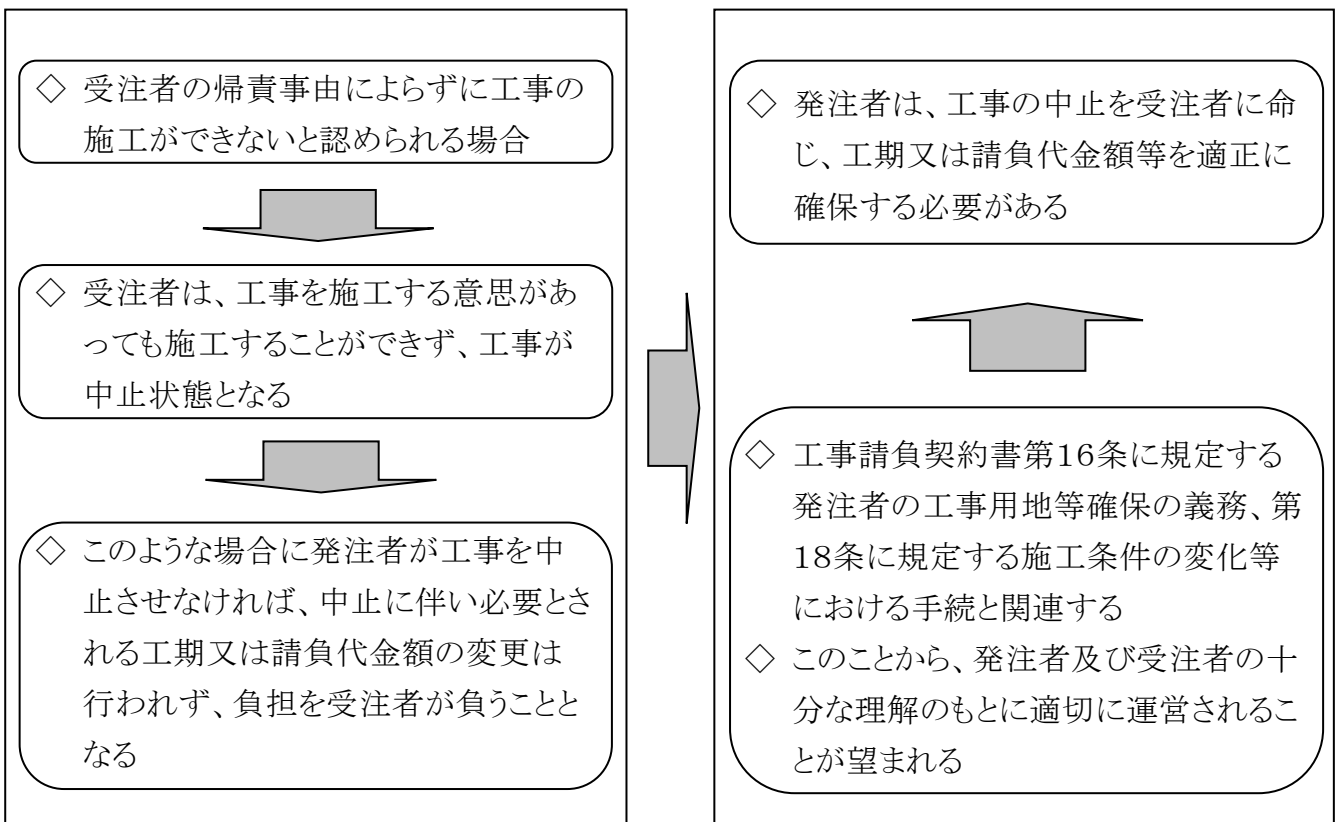 ◇ 受注者の帰責事由によらずに工事の
施工ができないと認められる場合
◇ 受注者は、工事を施工する意思があ
っても施工することができず、工事が
中止状態となる
◇ このような場合に発注者が工事を中
止させなければ、中止に伴い必要とさ
れる工期又は請負代金額の変更は
行われず、負担を受注者が負うことと
なる
◇ 発注者は、工事の中止を受注者に命
じ、工期又は請負代金額等を適正に
確保する必要がある
◇ 工事請負契約書第16条に規定する
発注者の工事用地等確保の義務、第
18条に規定する施工条件の変化等
における手続と関連する
◇ このことから、発注者及び受注者の十
分な理解のもとに適切に運営されるこ
とが望まれる